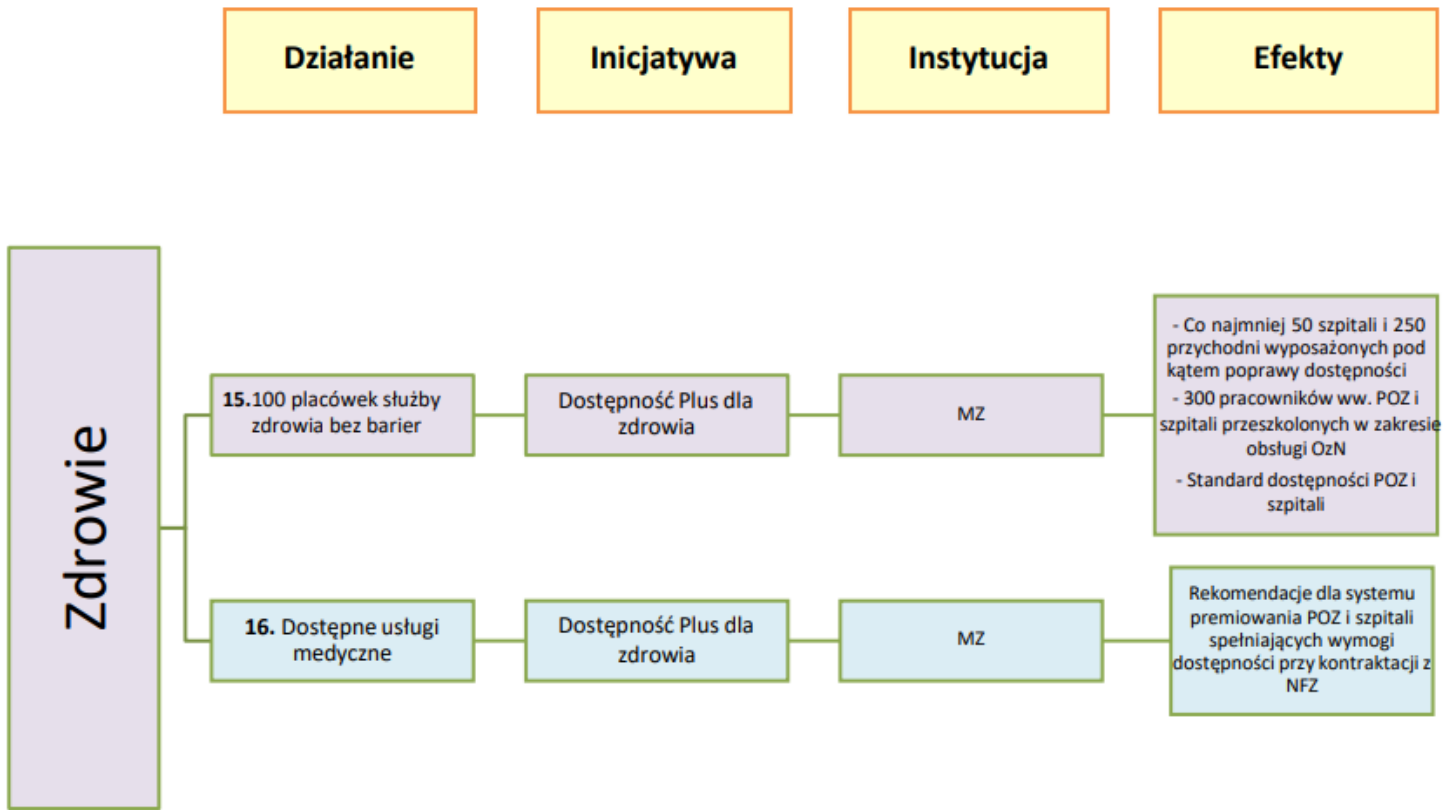 Działanie
Inicjatywa
Instytucja
Efekty
Zdrowie
15.100 placówek służby
zdrowia bez barier
Dostępność Plus dla
zdrowia
MZ
- Co najmniej 50 szpitali i 250
przychodni wyposażonych pod
kątem poprawy dostępności
- 300 pracowników ww. POZ i
szpitali przeszkolonych w zakresie
obsługi OzN
- Standard dostępności POZ i
szpitali
16. Dostępne usługi
medyczne
Dostępność Plus dla
zdrowia
MZ
Rekomendacje dla systemu
premiowania POZ i szpitali
spełniających wymogi
dostępności przy kontraktacji z
NFZ